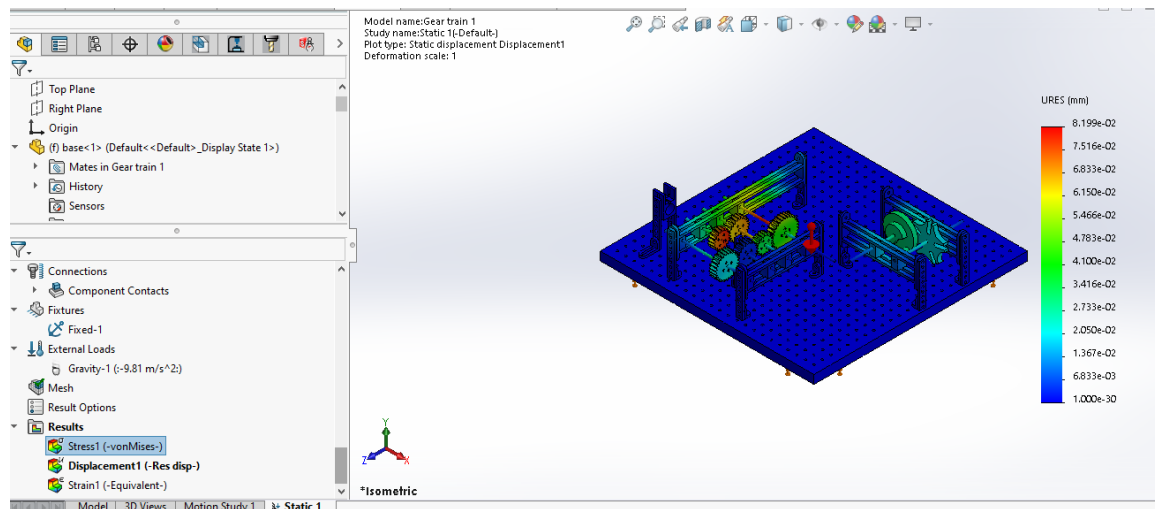 Model name:Gear train 1
Study name:Static 1(-Default-)
Plot type: Static displacement Displacement1
Deformation scale: 1
Top Plane
Right Plane
Origin
(f) base<1> (Default<<Default>_Display State 1>)
Mates in Gear train 1
History
Sensors
Connections
Component Contacts
Fixtures
Fixed-1
External Loads
Gravity-1 (:-9.81 m/s^2:)
Mesh
Result Options
Results
Stress1 (-vonMises-)
Displacement1 (-Res disp-)
Strain1 (-Equivalent-)
URES (mm)
8.199e-02
7.516e-02
6.833e-02
6.150e-02
5.466e-02
4.783e-02
4.100e-02
3.416e-02
2.733e-02
2.050e-02
1.367e-02
6.833e-03
1.000e-30
Y
Z
X
*Isometric
Model 3D Views Motion Study 1 Static 1